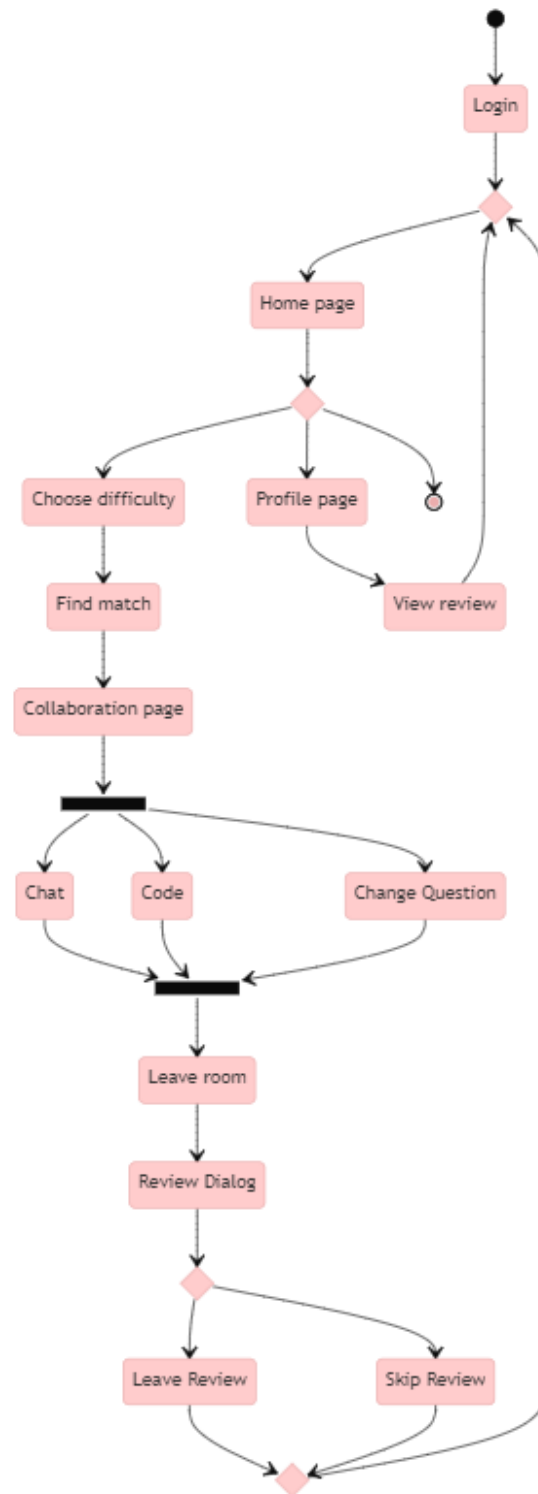 Login
Home page
Choose difficulty
Profile page
Find match
View review
Collaboration page
Chat
Code
Change Question
Leave room
Review Dialog
Leave Review
Skip Review